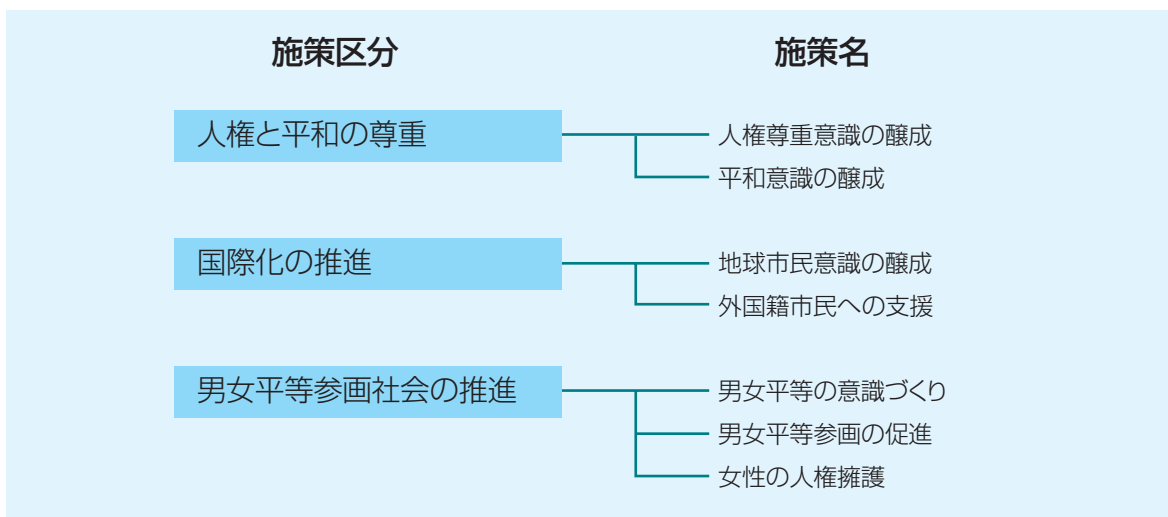 施策区分
施策名
人権と平和の尊重
人権尊重意識の醸成
平和意識の醸成
国際化の推進
地球市民意識の醸成
外国籍市民への支援
男女平等参画社会の推進
男女平等の意識づくり
男女平等参画の促進
女性の人権擁護